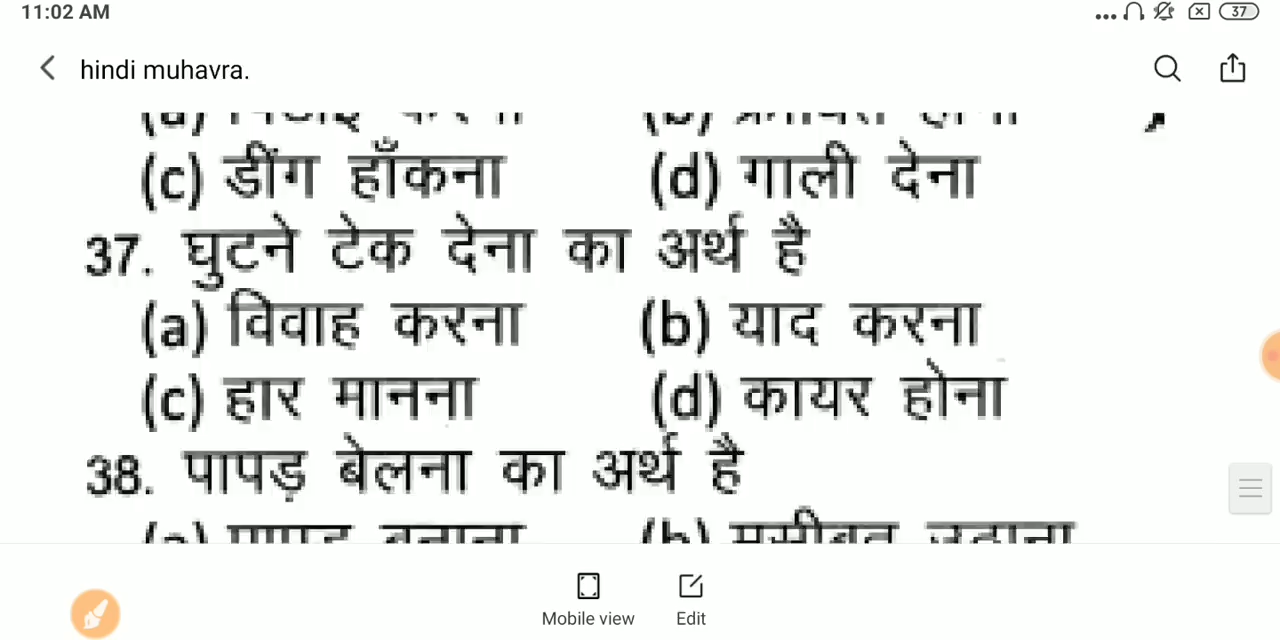 11:02 AM
37
hindi muhavra.
(c) डींग हाँकना (d) गाली देना
37. घुटने टेक देना का अर्थ है
(a) विवाह करना (b) याद करना
(c) हार मानना (d) कायर होना
38. पापड़ बेलना का अर्थ है
Mobile view Edit